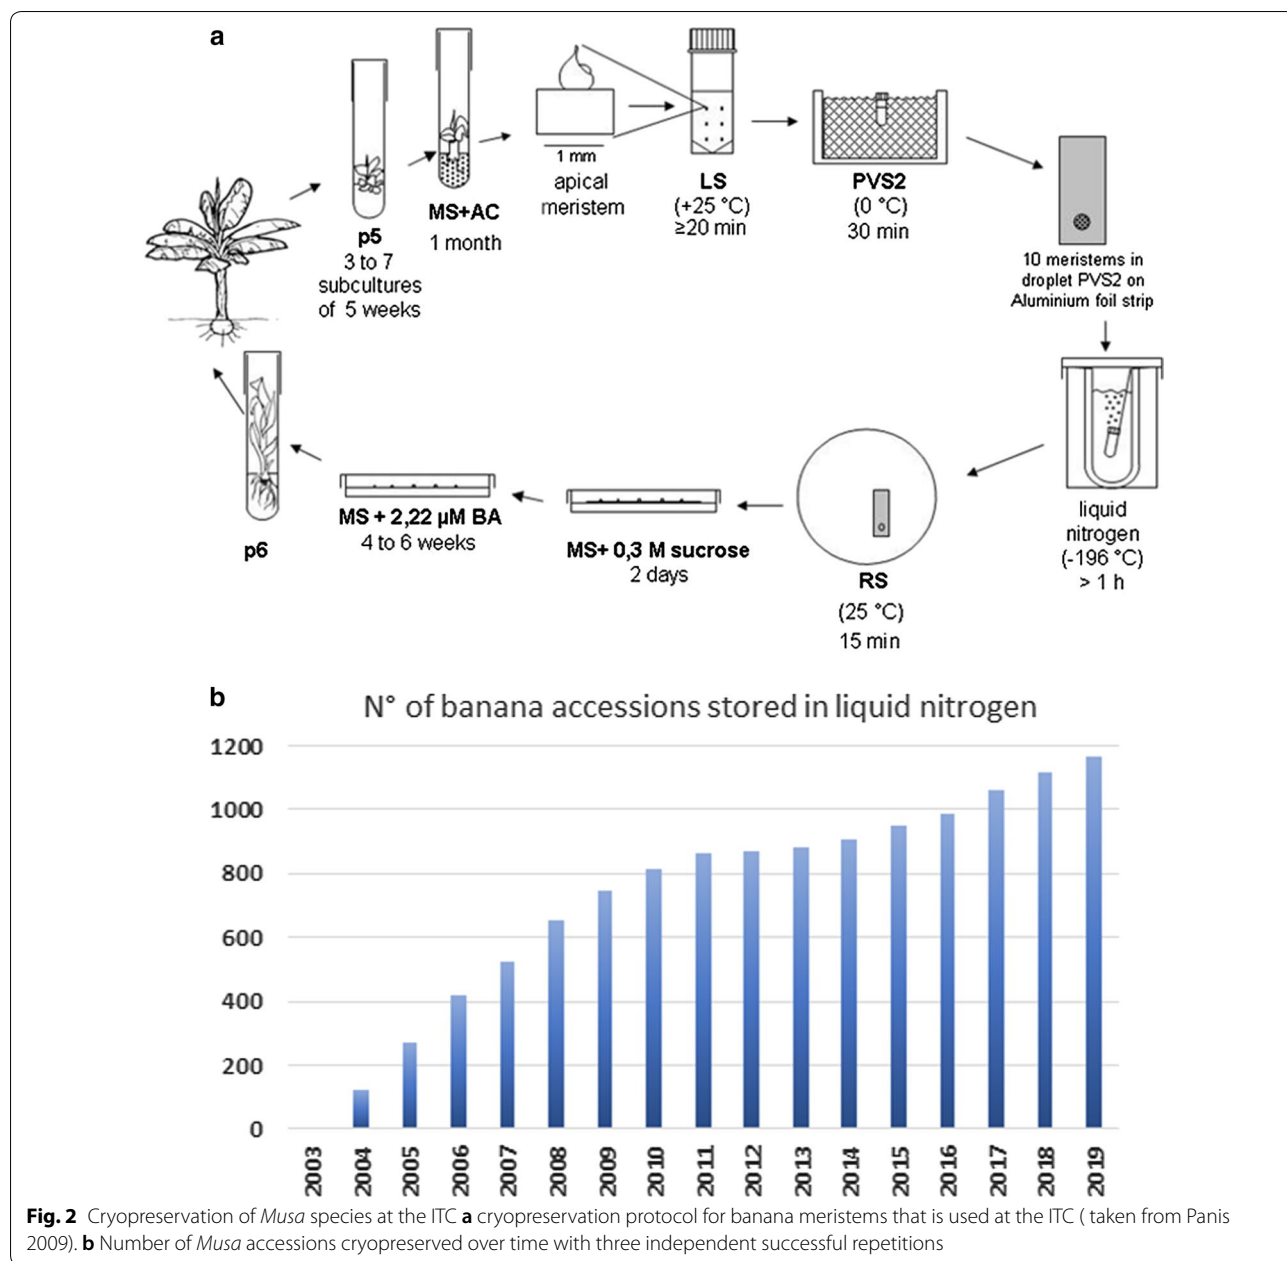 a
p5
3 to 7
subcultures
of 5 weeks
MS+AC
1 month
1 mm
apical
meristem
LS
(+25 °C)
≥20 min
PVS2
(0 °C)
30 min
10 meristems in
droplet PVS2 on
Aluminium foil strip
liquid
nitrogen
(-196 °C)
> 1 h
RS
(25 °C)
15 min
MS+ 0,3 M sucrose
2 days
MS + 2,22 µM BA
4 to 6 weeks
p6
b
N° of banana accessions stored in liquid nitrogen
1200
1000
800
600
400
200
0
2003
2004
2005
2006
2007
2008
2009
2010
2011
2012
2013
2014
2015
2016
2017
2018
2019
Fig. 2 Cryopreservation of Musa species at the ITC a cryopreservation protocol for banana meristems that is used at the ITC ( taken from Panis
2009). b Number of Musa accessions cryopreserved over time with three independent successful repetitions